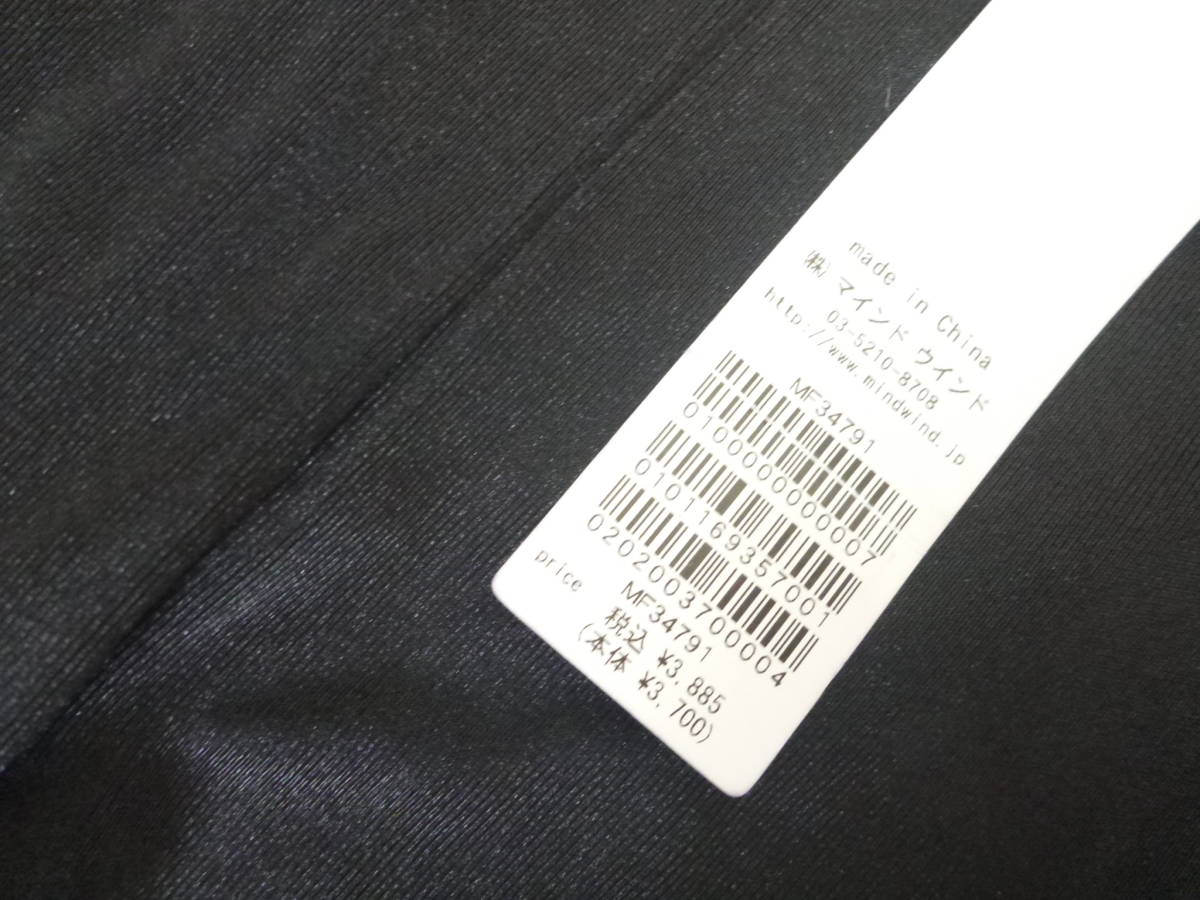 made in China
㈱ マインド ウインド
03-5210-8708
http://www.mindwind.jp
MF34791
0100000000007
0101169357001
0202003700004
MF34791
price
税込 ¥3,885
(本体 ¥3,700)